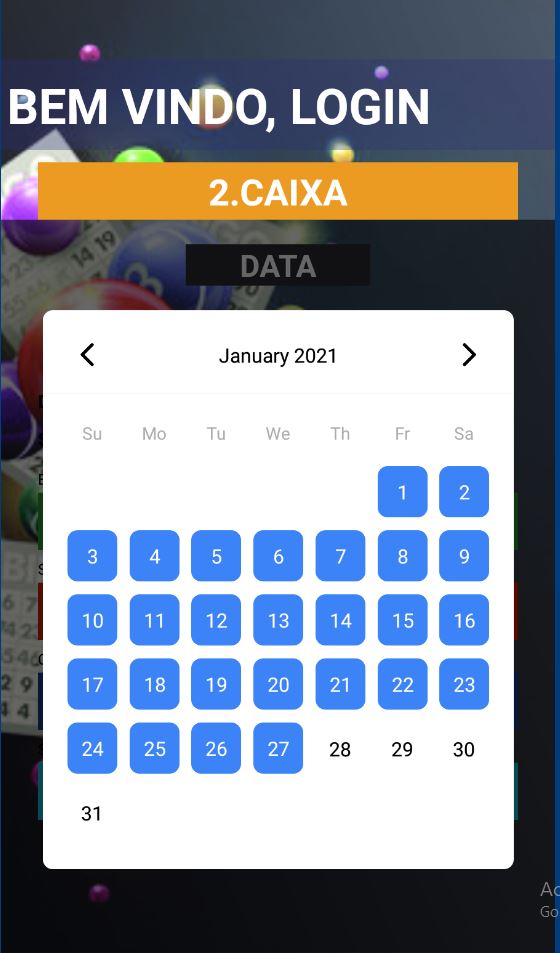 BEM VINDO, LOGIN
2.CAIXA
DATA
January 2021
Su Mo Tu We Th Fr Sa
1 2
3 4 5 6 7 8 9
10 11 12 13 14 15 16
17 18 19 20 21 22 23
24 25 26 27 28 29 30
31